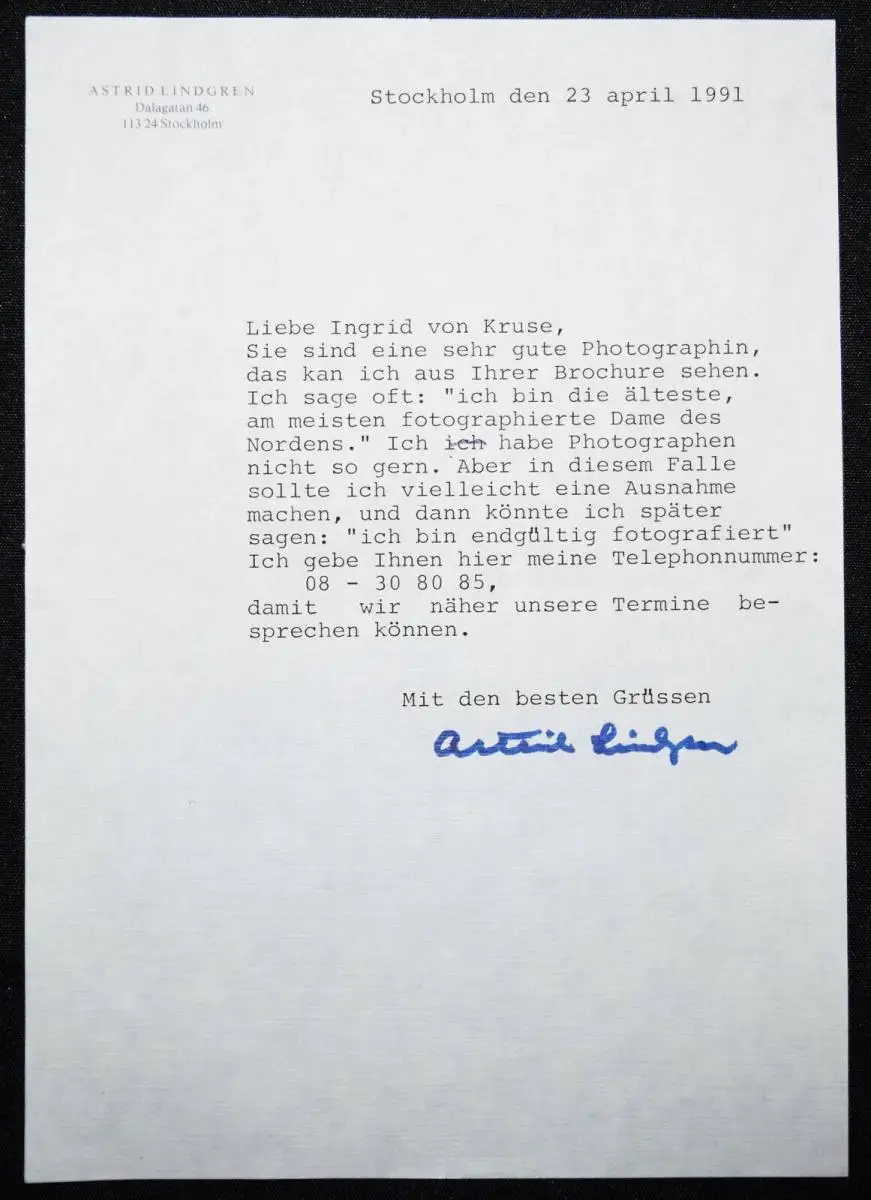 ASTRID LINDGREN
Dalagatan 46
113 24 Stockholm
Stockholm den 23 april 1991
Liebe Ingrid von Kruse,
Sie sind eine sehr gute Photographin,
das kan ich aus Ihrer Brochure sehen.
Ich sage oft: "ich bin die älteste,
am meisten fotographierte Dame des
Nordens." Ich ich habe Photographen
nicht so gern. Aber in diesem Falle
sollte ich vielleicht eine Ausnahme
machen, und dann könnte ich später
sagen: "ich bin endgültig fotografiert"
Ich gebe Ihnen hier meine Telephonnummer:
08 - 30 80 85,
damit wir näher unsere Termine be-
sprechen können.
Mit den besten Grüssen
Astrid Lindgren